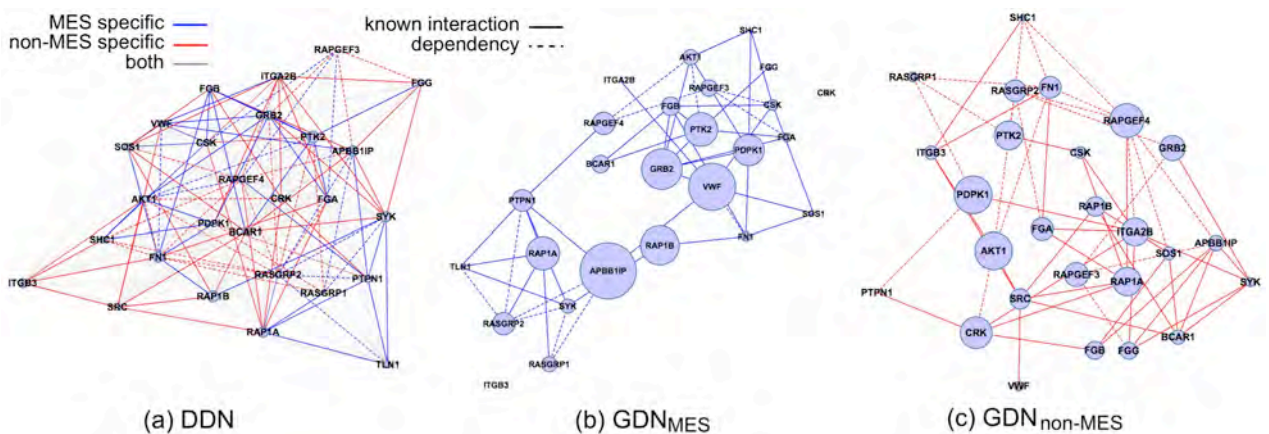 MES specific
non-MES specific
both
known interaction
dependency
RAPGEF3
ITGA2B
FGG
FGB
GRB2
VWF
PTK2
SOS1
CSK
APBB1IP
RAPGEF4
AKT1
CRK
FGA
SYK
PDPK1
BCAR1
SHC1
FN1
RASGRP2
PTPN1
ITGB3
RAP1B
RASGRP1
SRC
RAP1A
TLN1
(a) DDN
SHC1
AKT1
FGG
ITGA2B
RAPGEF3
CRK
FGB
CSK
RAPGEF4
PTK2
FGA
BCAR1
GRB2
PDPK1
VWF
PTPN1
SOS1
FN1
RAP1B
RAP1A
TLN1
APBB1IP
SYK
RASGRP2
RASGRP1
ITGB3
(b) GDN MES
SHC1
RASGRP1
RASGRP2
FN1
RAPGEF4
PTK2
GRB2
ITGB3
CSK
PDPK1
RAP1B
FGA
ITGA2B
APBB1IP
AKT1
SOS1
RAPGEF3
RAP1A
SYK
PTPN1
SRC
CRK
BCAR1
FGB
FGG
VWF
(c) GDN non-MES